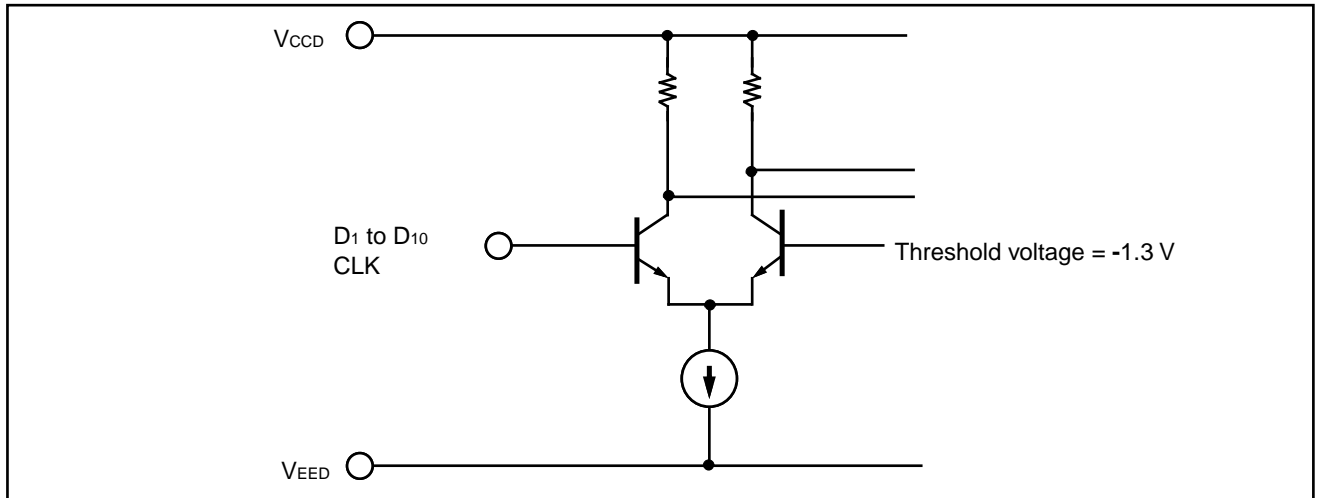 VCCD
D1 to D10
CLK
Threshold voltage = -1.3 V
VEED